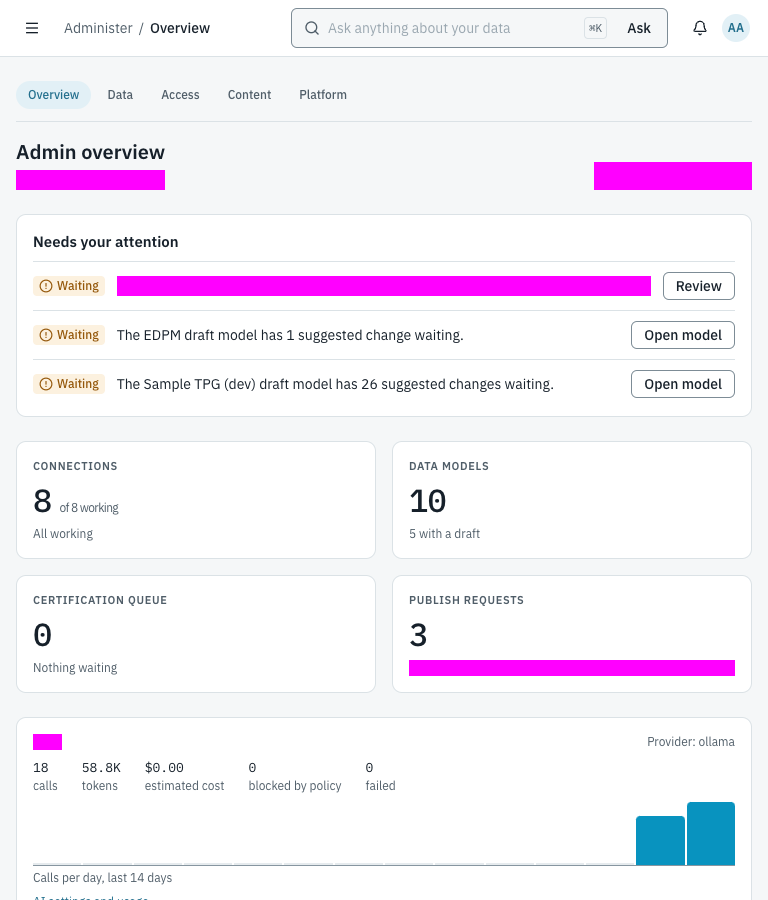 Administer / Overview
Ask anything about your data
⌘K
Ask
AA
Overview
Data
Access
Content
Platform
Admin overview
Needs your attention
Waiting
Review
Waiting
The EDPM draft model has 1 suggested change waiting.
Open model
Waiting
The Sample TPG (dev) draft model has 26 suggested changes waiting.
Open model
CONNECTIONS
8 of 8 working
All working
DATA MODELS
10
5 with a draft
CERTIFICATION QUEUE
0
Nothing waiting
PUBLISH REQUESTS
3
Provider: ollama
18
calls
58.8K
tokens
$0.00
estimated cost
0
blocked by policy
0
failed
Calls per day, last 14 days
AI settings and usage